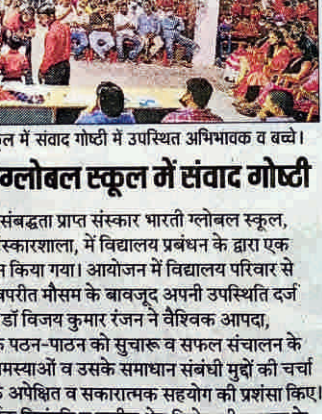 ल में संवाद गोष्टी में उपस्थित अभिभावक व बच्चे।
ग्लोबल स्कूल में संवाद गोष्टी
संबद्धता प्राप्त संस्कार भारती ग्लोबल स्कूल,
स्कारशाला, में विद्यालय प्रबंधन के द्वारा एक
न किया गया। आयोजन में विद्यालय परिवार से
वपरीत मौसम के बावजूद अपनी उपस्थिति दर्ज
डॉ विजय कुमार रंजन ने वैश्विक आपदा,
क पठन-पाठन को सुचारू व सफल संचालन के
मस्याओं व उसके समाधान संबंधी मुद्दों की चर्चा
के अपेक्षित व सकारात्मक सहयोग की प्रशंसा किए।